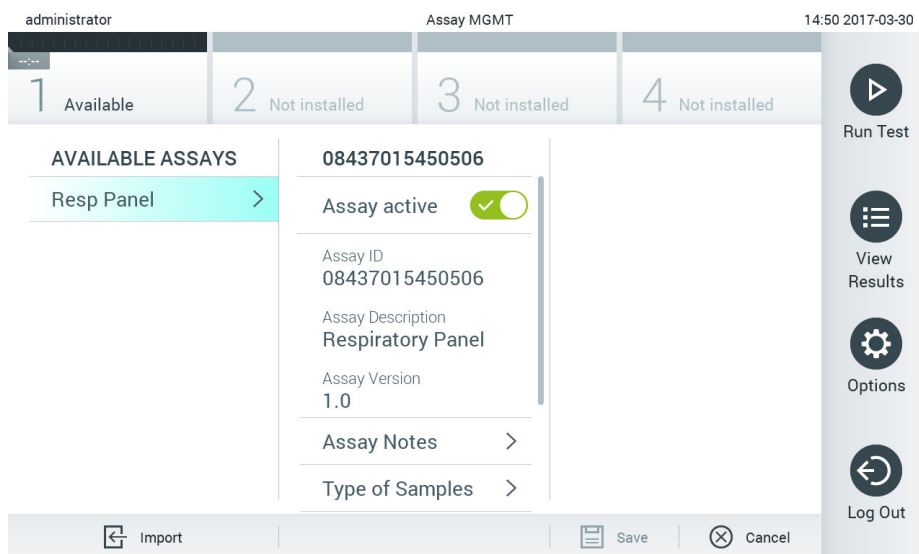 administrator
Assay MGMT
14:50 2017-03-30
--:--
1 Available
2 Not installed
3 Not installed
4 Not installed
AVAILABLE ASSAYS
Resp Panel
08437015450506
Assay active
Assay ID
08437015450506
Assay Description
Respiratory Panel
Assay Version
1.0
Assay Notes
Type of Samples
Run Test
View
Results
Options
Log Out
Import
Save
Cancel